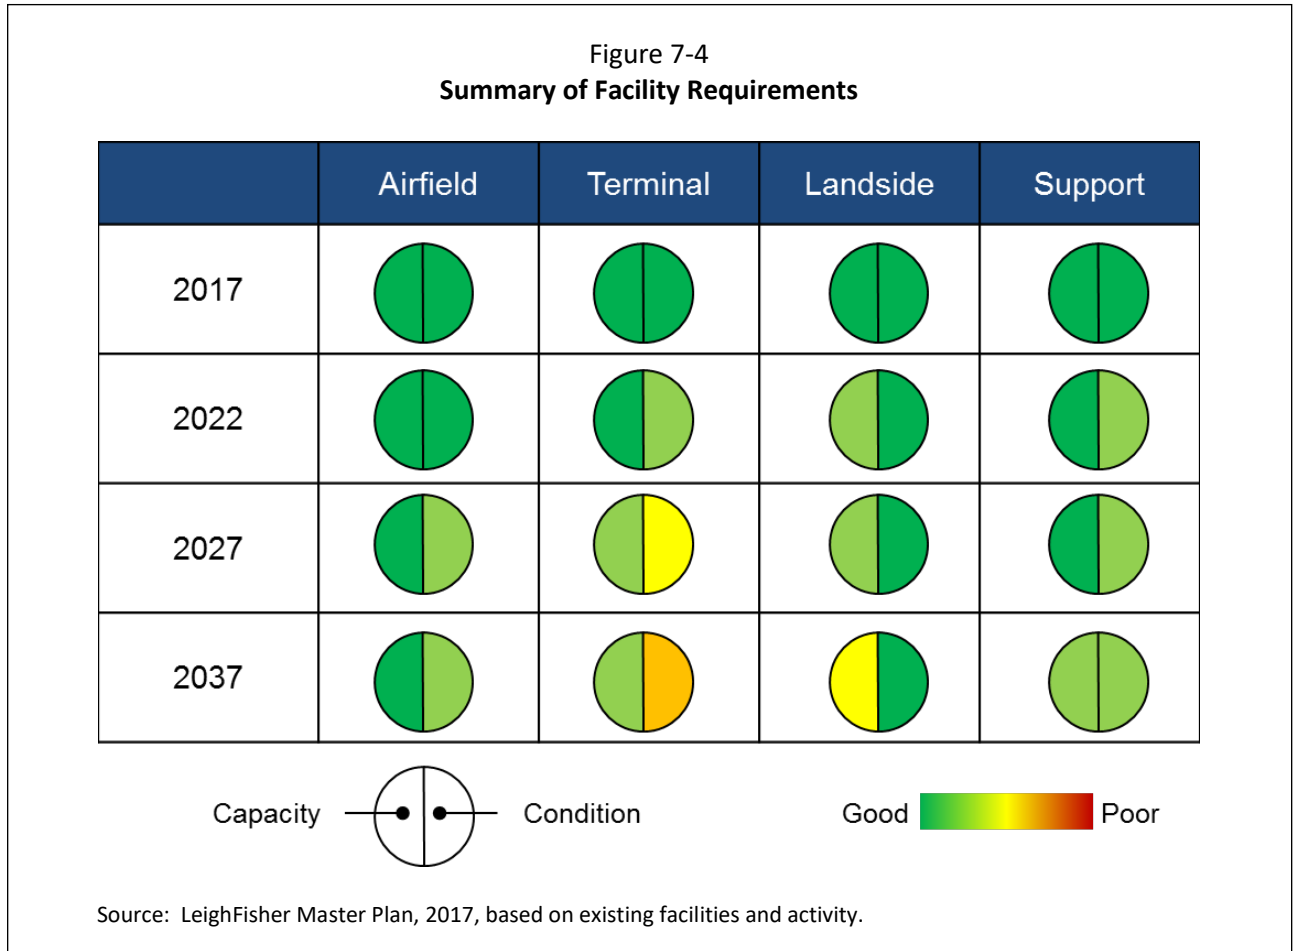 Figure 7-4
Summary of Facility Requirements
Airfield Terminal Landside Support
2017
2022
2027
2037
Capacity Condition Good Poor
Source: LeighFisher Master Plan, 2017, based on existing facilities and activity.